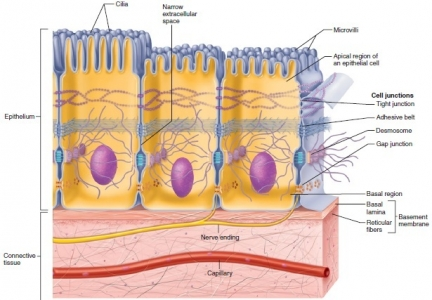 Cilia
Narrow
extracellular
space
Microvilli
Apical region of
an epithelial cell
Cell junctions
Tight junction
Epithelium
Adhesive belt
Desmosome
Gap junction
Basal region
Basal
lamina
Basement
membrane
Reticular
fibers
Nerve ending
Connective
tissue
Capillary